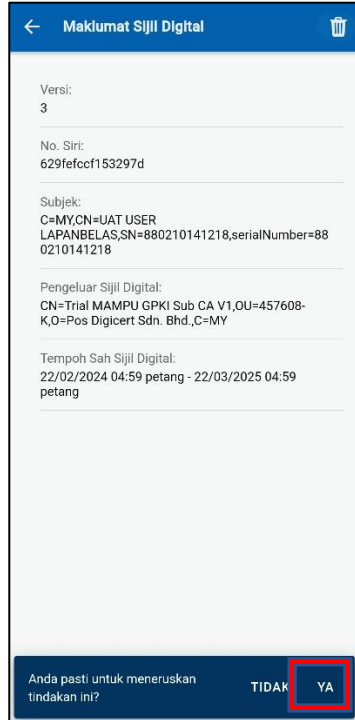 Maklumat Sijil Digital
Versi:
3
No. Siri:
629fefccf153297d
Subjek:
C=MY,CN=UAT USER
LAPANBELAS,SN=880210141218,serialNumber=88
0210141218
Pengeluar Sijil Digital:
CN=Trial MAMPU GPKI Sub CA V1,OU=457608-
K,O=Pos Digicert Sdn. Bhd.,C=MY
Tempoh Sah Sijil Digital:
22/02/2024 04:59 petang - 22/03/2025 04:59
petang
Anda pasti untuk meneruskan
tindakan ini?
TIDAK
YA